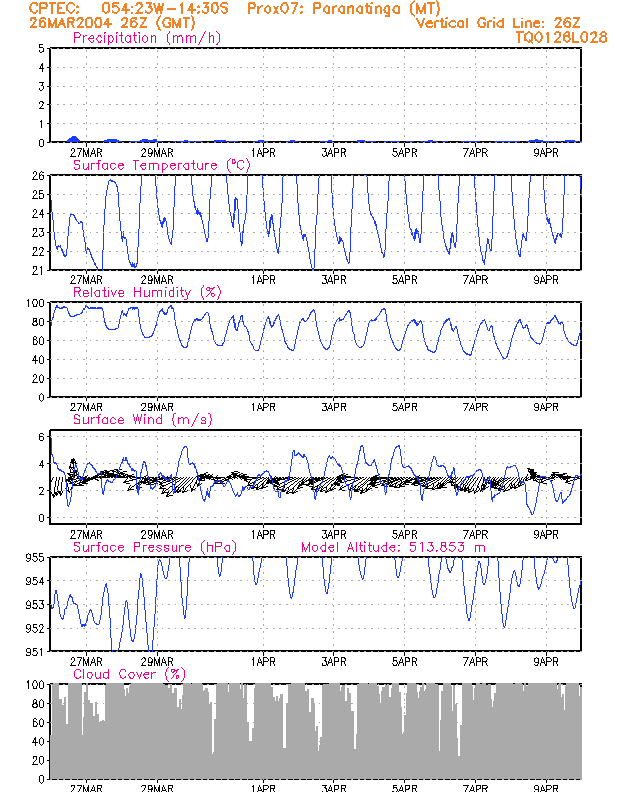 CPTEC: 054:23W-14:30S Prox07: Paranatinga (MT)
26MAR2004 26Z (GMT) Vertical Grid Line: 26Z
Precipitation (mm/h) TQ0126L028
5
4
3
2
1
0
27MAR 29MAR 1APR 3APR 5APR 7APR 9APR
Surface Temperature (ºC)
26
25
24
23
22
21
27MAR 29MAR 1APR 3APR 5APR 7APR 9APR
Relative Humidity (%)
100
80
60
40
20
0
27MAR 29MAR 1APR 3APR 5APR 7APR 9APR
Surface Wind (m/s)
6
4
2
0
27MAR 29MAR 1APR 3APR 5APR 7APR 9APR
Surface Pressure (hPa) Model Altitude: 513.853 m
955
954
953
952
951
27MAR 29MAR 1APR 3APR 5APR 7APR 9APR
Cloud Cover (%)
100
80
60
40
20
0
27MAR 29MAR 1APR 3APR 5APR 7APR 9APR